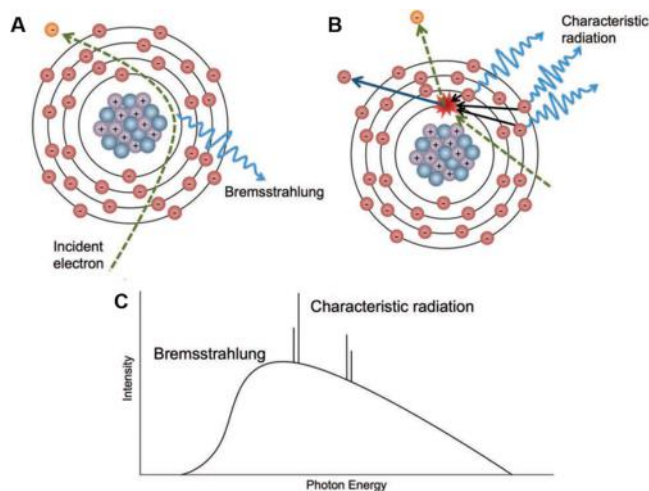 A
Bremsstrahlung
Incident
electron
B
Characteristic
radiation
C
Characteristic radiation
Bremsstrahlung
Intensity
Photon Energy